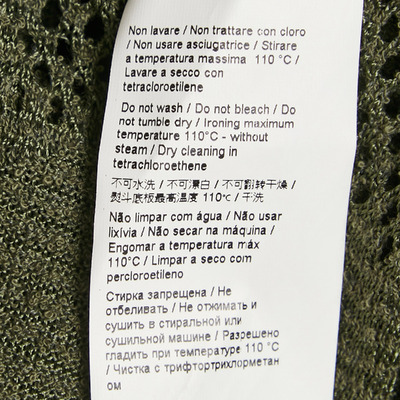 Non lavare / Non trattare con cloro
/ Non usare asciugatrice / Stirare
a temperatura massima 110 °C /
Lavare a secco con
tetracloroetilene
Do not wash / Do not bleach / Do
not tumble dry / Ironing maximum
temperature 110°C - without
steam / Dry cleaning in
tetrachloroethene
不可水洗 / 不可漂白 / 不可翻转干燥 /
熨斗底板最高温度 110℃ / 干洗
Não limpar com água / Não usar
lixívia / Não secar na máquina /
Engomar a temperatura máx
110°C / Limpar a seco com
percloroetileno
Стирка запрещена / Не
отбеливать / Не отжимать и
сушить в стиральной или
сушильной машине / Разрешено
гладить при температуре 110 °С
/ Чистка с трифтортрихлорметан
ом